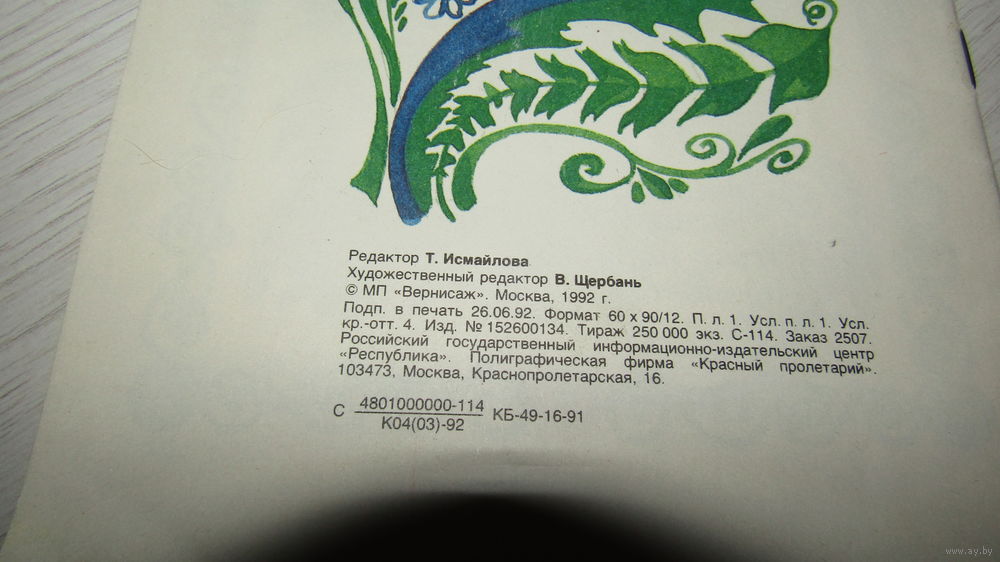 Редактор Т. Исмайлова
Художественный редактор В. Щербань
© МП «Вернисаж». Москва, 1992 г.
Подп. в печать 26.06.92. Формат 60 х 90/12. П. л. 1. Усл. п. л. 1. Усл.
кр.-отт. 4. Изд. № 152600134. Тираж 250 000 экз. С-114. Заказ 2507.
Российский государственный информационно-издательский центр
«Республика». Полиграфическая фирма «Красный пролетарий».
103473, Москва, Краснопролетарская, 16.
С 4801000000-114 КБ-49-16-91
К04(03)-92
www.ay.by